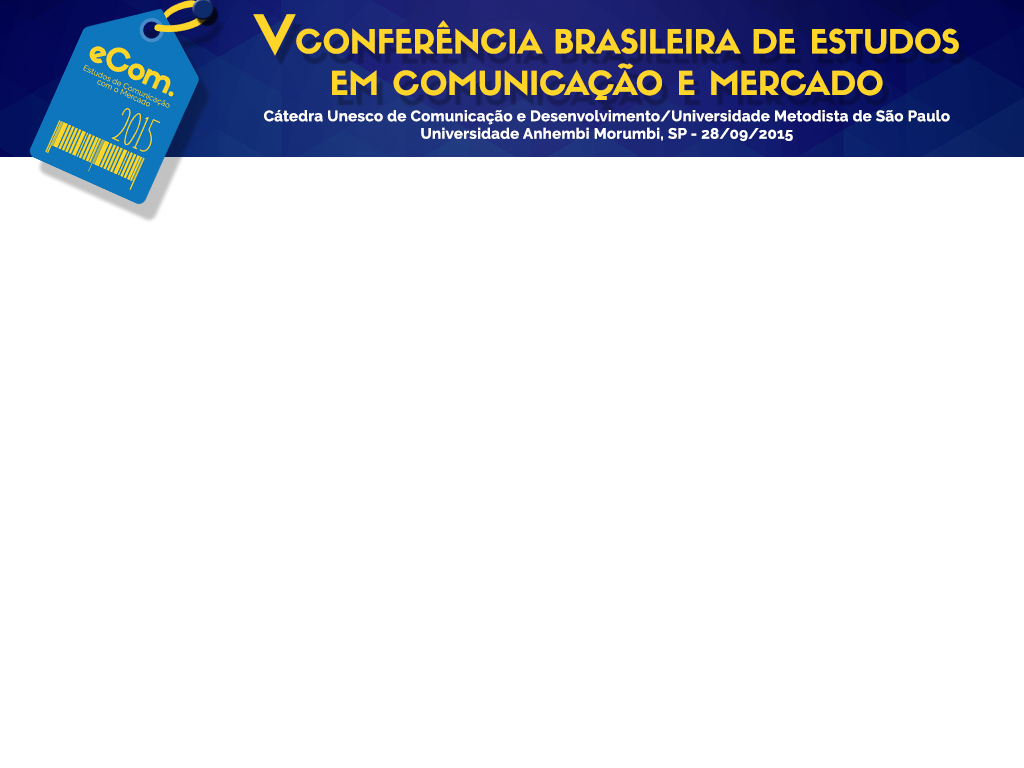 eCom.
Estudos de Comunicação
com o Mercado
2015
V CONFERÊNCIA BRASILEIRA DE ESTUDOS
EM COMUNICAÇÃO E MERCADO
Cátedra Unesco de Comunicação e Desenvolvimento/Universidade Metodista de São Paulo
Universidade Anhembi Morumbi, SP - 28/09/2015